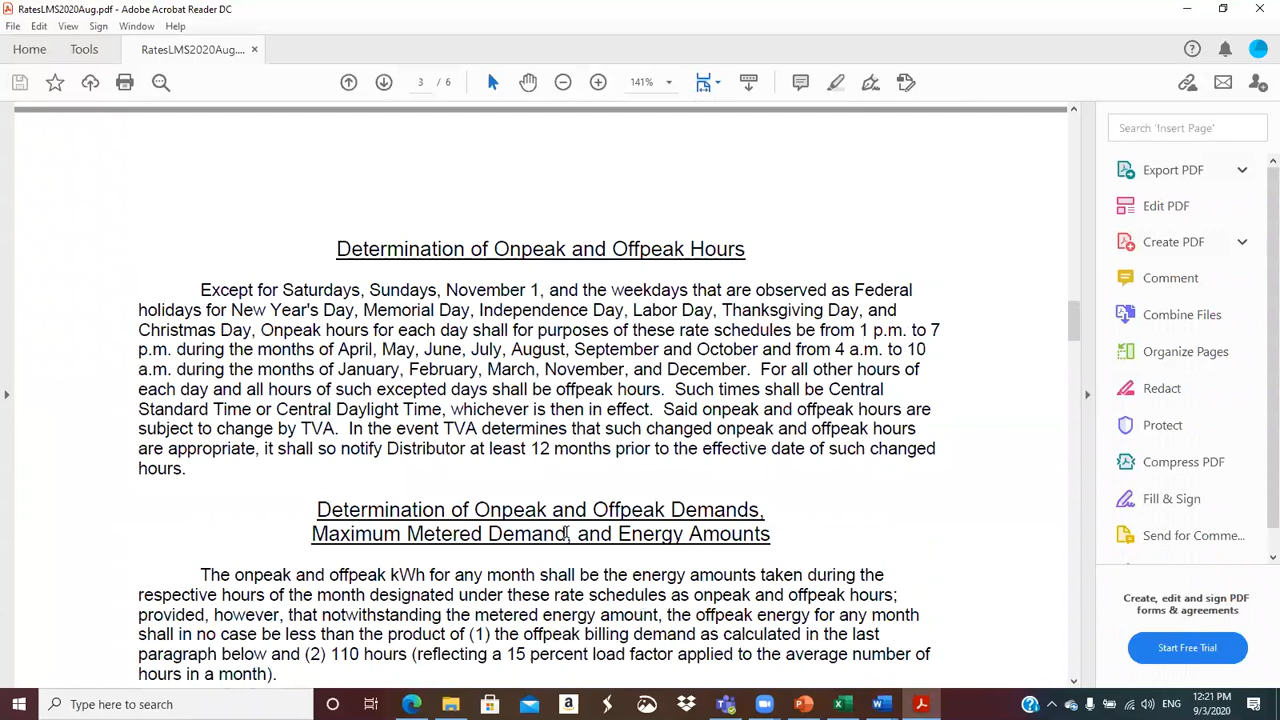 RatesLMS2020Aug.pdf - Adobe Acrobat Reader DC
File Edit View Sign Window Help
Home Tools RatesLMS2020Aug.... ×
3 / 6 141%
Determination of Onpeak and Offpeak Hours
Except for Saturdays, Sundays, November 1, and the weekdays that are observed as Federal
holidays for New Year's Day, Memorial Day, Independence Day, Labor Day, Thanksgiving Day, and
Christmas Day, Onpeak hours for each day shall for purposes of these rate schedules be from 1 p.m. to 7
p.m. during the months of April, May, June, July, August, September and October and from 4 a.m. to 10
a.m. during the months of January, February, March, November, and December. For all other hours of
each day and all hours of such excepted days shall be offpeak hours. Such times shall be Central
Standard Time or Central Daylight Time, whichever is then in effect. Said onpeak and offpeak hours are
subject to change by TVA. In the event TVA determines that such changed onpeak and offpeak hours
are appropriate, it shall so notify Distributor at least 12 months prior to the effective date of such changed
hours.
Determination of Onpeak and Offpeak Demands,
Maximum Metered Demand, and Energy Amounts
The onpeak and offpeak kWh for any month shall be the energy amounts taken during the
respective hours of the month designated under these rate schedules as onpeak and offpeak hours;
provided, however, that notwithstanding the metered energy amount, the offpeak energy for any month
shall in no case be less than the product of (1) the offpeak billing demand as calculated in the last
paragraph below and (2) 110 hours (reflecting a 15 percent load factor applied to the average number of
hours in a month).
Search 'Insert Page'
Export PDF
Edit PDF
Create PDF
Comment
Combine Files
Organize Pages
Redact
Protect
Compress PDF
Fill & Sign
Send for Comme...
Create, edit and sign PDF
forms & agreements
Start Free Trial
Type here to search
ENG
12:21 PM
9/3/2020